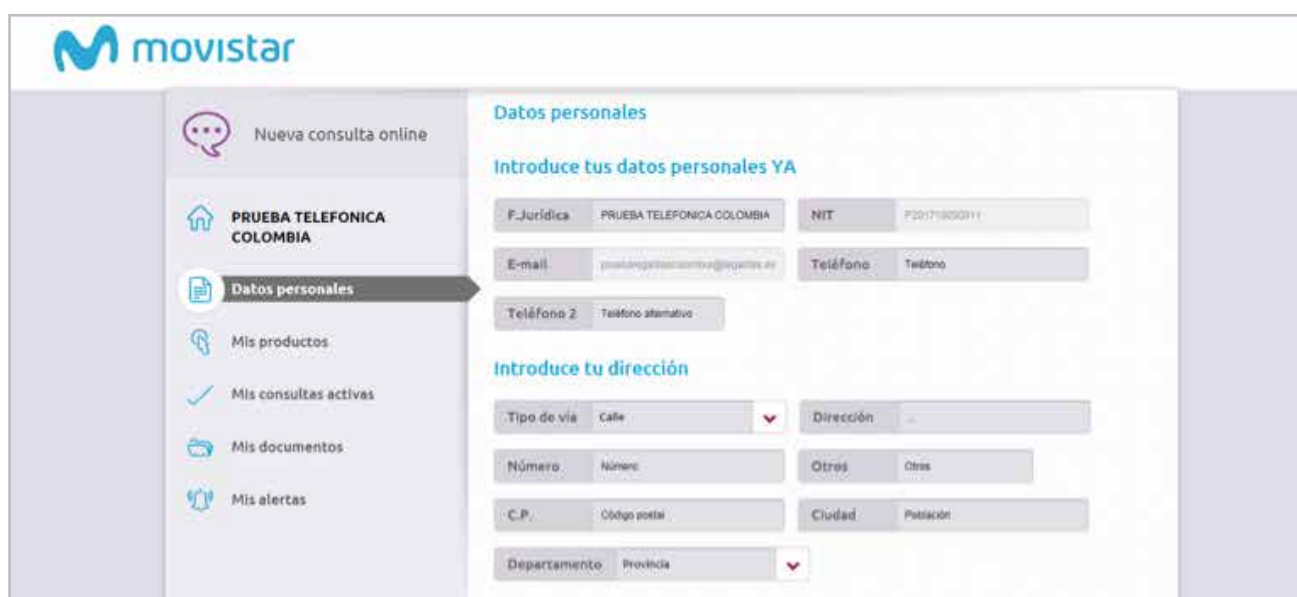 movistar
Nueva consulta online
PRUEBA TELEFONICA
COLOMBIA
Datos personales
Mis productos
Mis consultas activas
Mis documentos
Mis alertas
Datos personales
Introduce tus datos personales YA
F.Jurídica PRUEBA TELEFONICA COLOMBIA NIT
E-mail Teléfono Teléfono
Teléfono 2 Teléfono alternativo
Introduce tu dirección
Tipo de vía Calle Dirección
Número Número Otros Otros
C.P. Código postal Ciudad Población
Departamento Provincia